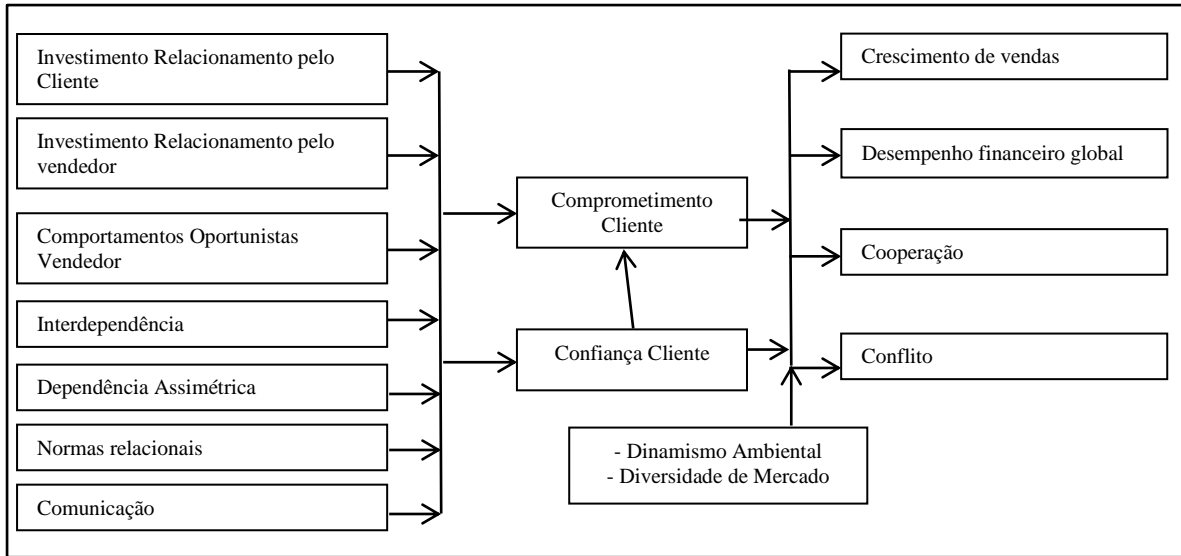 Investimento Relacionamento pelo
Cliente
Investimento Relacionamento pelo
vendedor
Comportamentos Oportunistas
Vendedor
Interdependência
Dependência Assimétrica
Normas relacionais
Comunicação
Comprometimento
Cliente
Confiança Cliente
- Dinamismo Ambiental
- Diversidade de Mercado
Crescimento de vendas
Desempenho financeiro global
Cooperação
Conflito